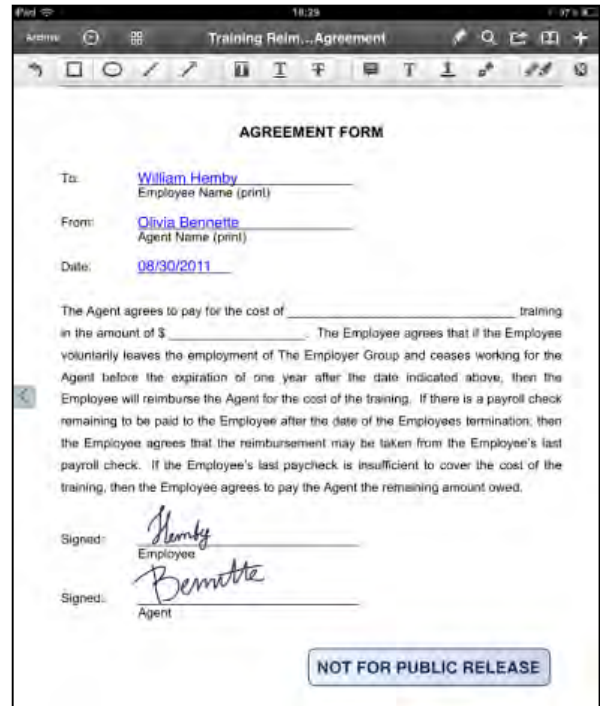 iPad 18:29 97%
Archive Training Reim...Agreement
T T T
AGREEMENT FORM
To: William Hemby
Employee Name (print)
From: Olivia Bennette
Agent Name (print)
Date: 08/30/2011
The Agent agrees to pay for the cost of training
in the amount of $ . The Employee agrees that if the Employee
voluntarily leaves the employment of The Employer Group and ceases working for the
Agent before the expiration of one year after the date indicated above, then the
Employee will reimburse the Agent for the cost of the training. If there is a payroll check
remaining to be paid to the Employee after the date of the Employees termination, then
the Employee agrees that the reimbursement may be taken from the Employee's last
payroll check. If the Employee's last paycheck is insufficient to cover the cost of the
training, then the Employee agrees to pay the Agent the remaining amount owed.
Signed: Hemby
Employee
Signed: Bennette
Agent
NOT FOR PUBLIC RELEASE